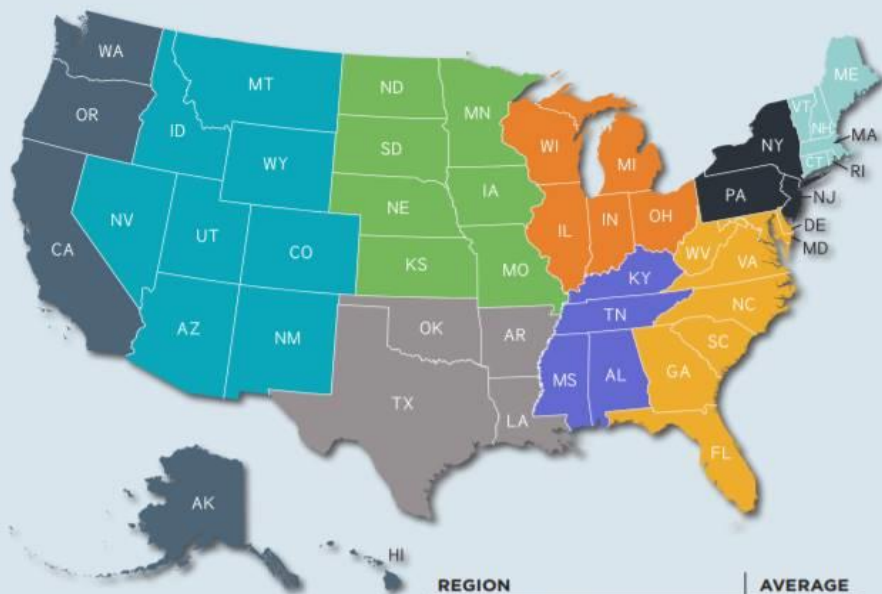 WA
OR
CA
MT
ID
WY
NV
UT
CO
AZ
NM
ND
SD
NE
KS
MN
IA
MO
OK
AR
TX
LA
WI
MI
IL
IN
OH
KY
TN
MS
AL
WV
VA
NC
SC
GA
FL
NY
PA
NJ
DE
MD
ME
VT
NH
MA
CT
RI
AK
HI
REGION
AVERAGE